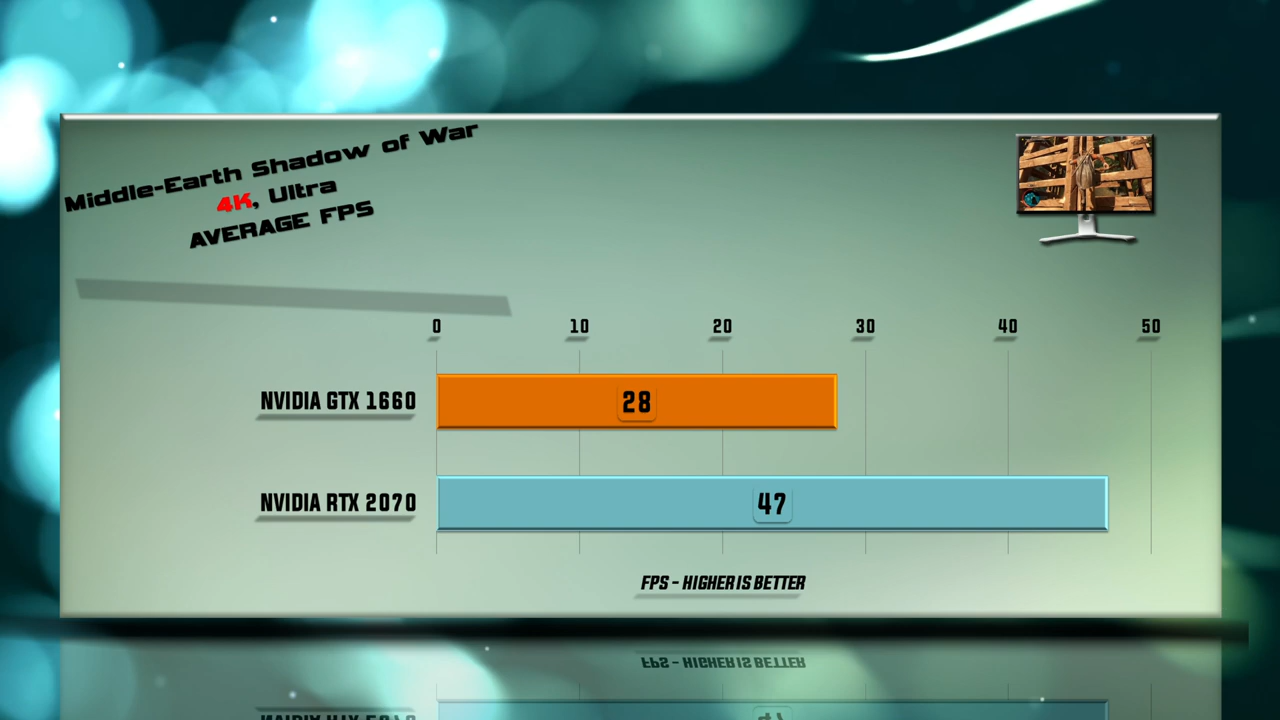 Middle-Earth Shadow of War
4K, Ultra
AVERAGE FPS
0 10 20 30 40 50
NVIDIA GTX 1660 28
NVIDIA RTX 2070 47
FPS - HIGHER IS BETTER